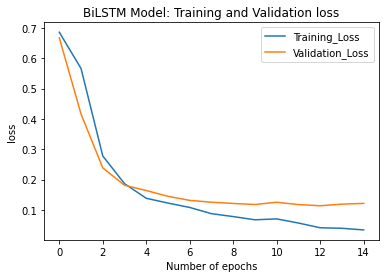 BiLSTM Model: Training and Validation loss
Training_Loss
Validation_Loss
loss
0.7
0.6
0.5
0.4
0.3
0.2
0.1
0 2 4 6 8 10 12 14
Number of epochs